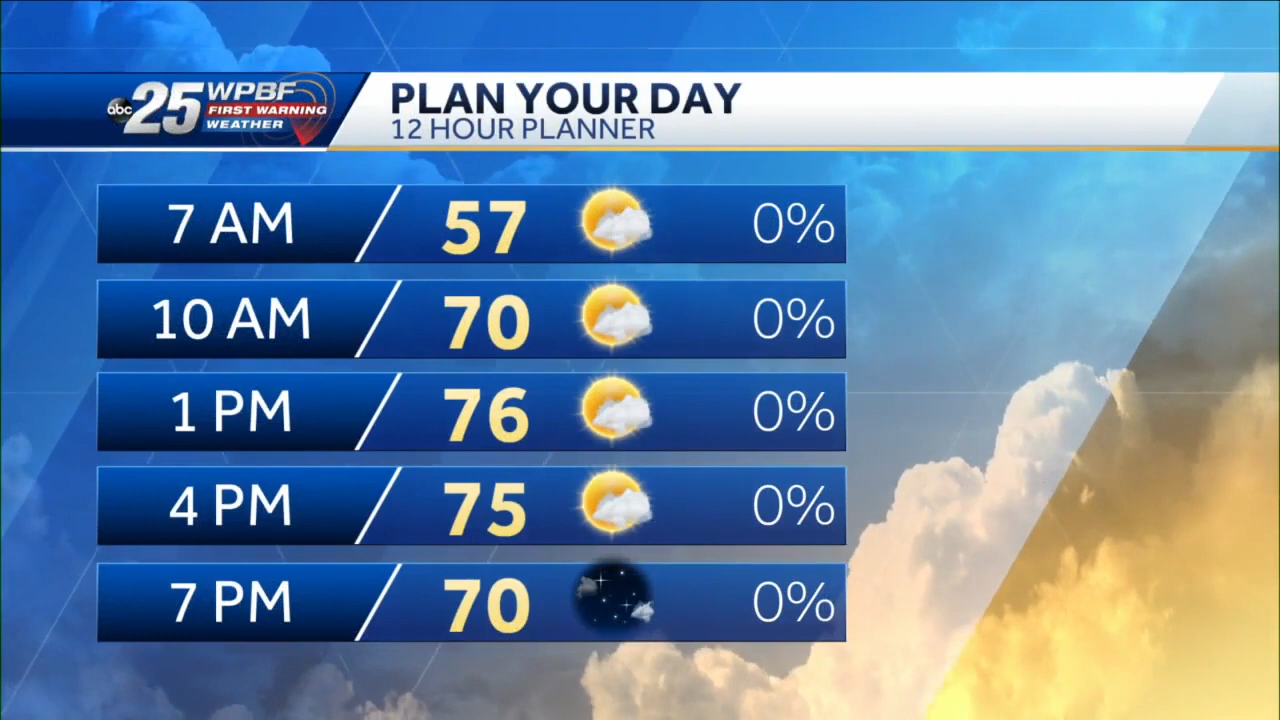 abc 25 WPBF
FIRST WARNING
WEATHER
PLAN YOUR DAY
12 HOUR PLANNER
7 AM 57 0%
10 AM 70 0%
1 PM 76 0%
4 PM 75 0%
7 PM 70 0%